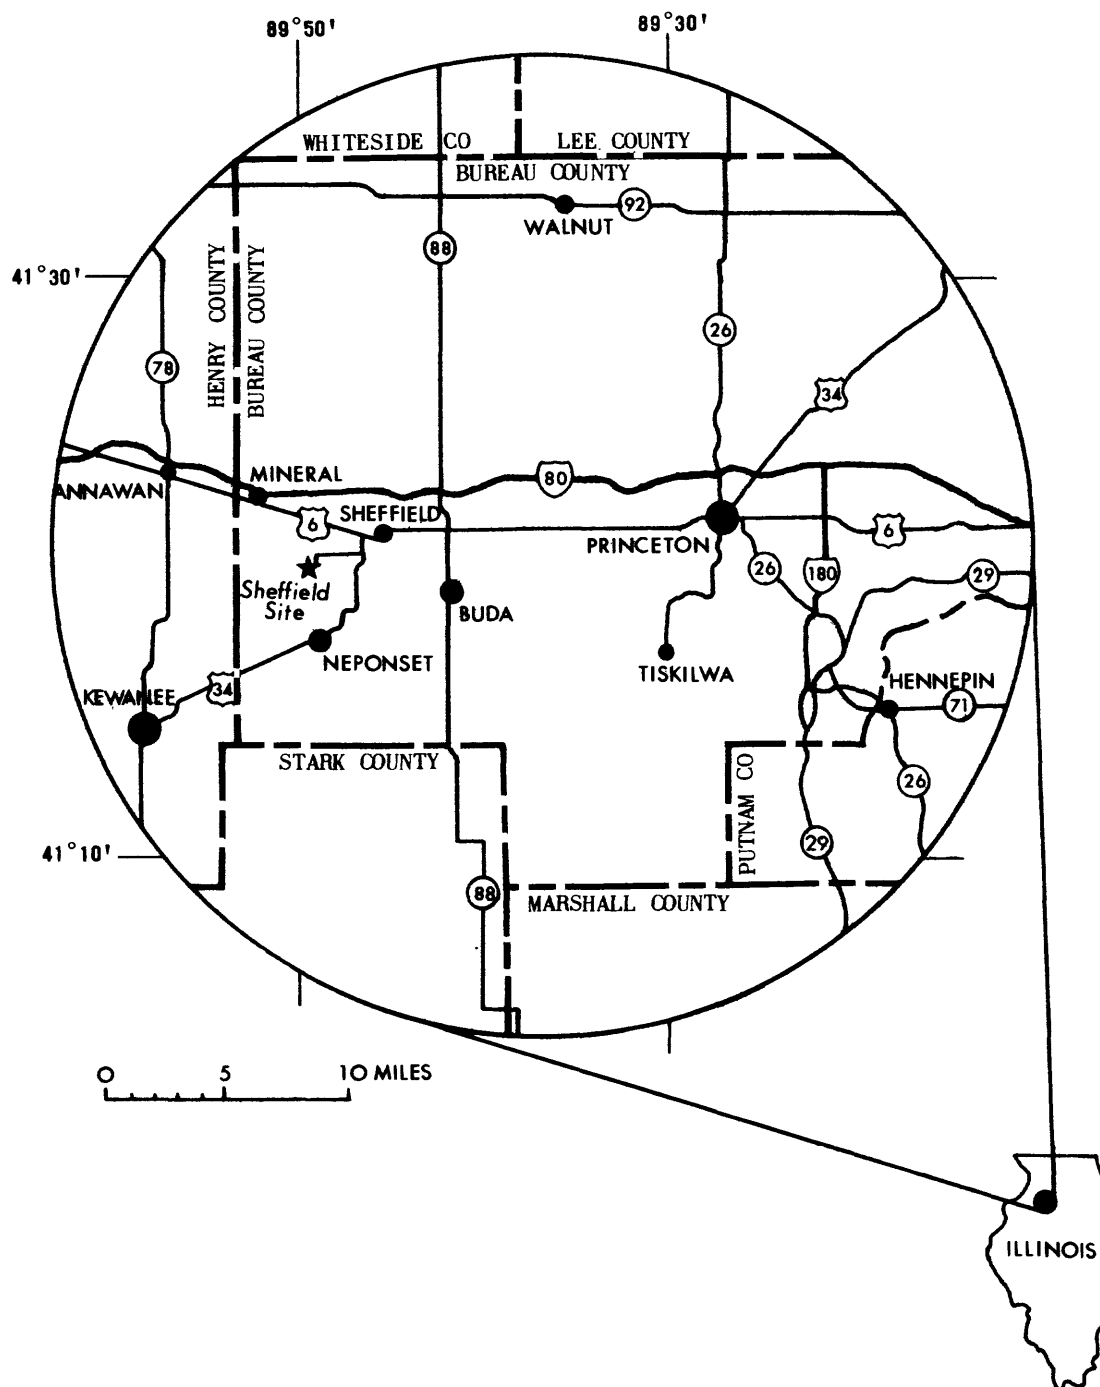 89°50'
89°30'
WHITESIDE CO
LEE COUNTY
BUREAU COUNTY
WALNUT
92
88
41°30'
HENRY COUNTY
BUREAU COUNTY
26
78
34
MINERAL
80
ANNAWAN
6
SHEFFIELD
PRINCETON
6
26
180
29
Sheffield
Site
BUDA
NEPONSET
TISKILWA
HENNEPIN
KEWANEE
34
71
STARK COUNTY
PUTNAM CO
26
41°10'
29
88
MARSHALL COUNTY
0 5 10 MILES
ILLINOIS